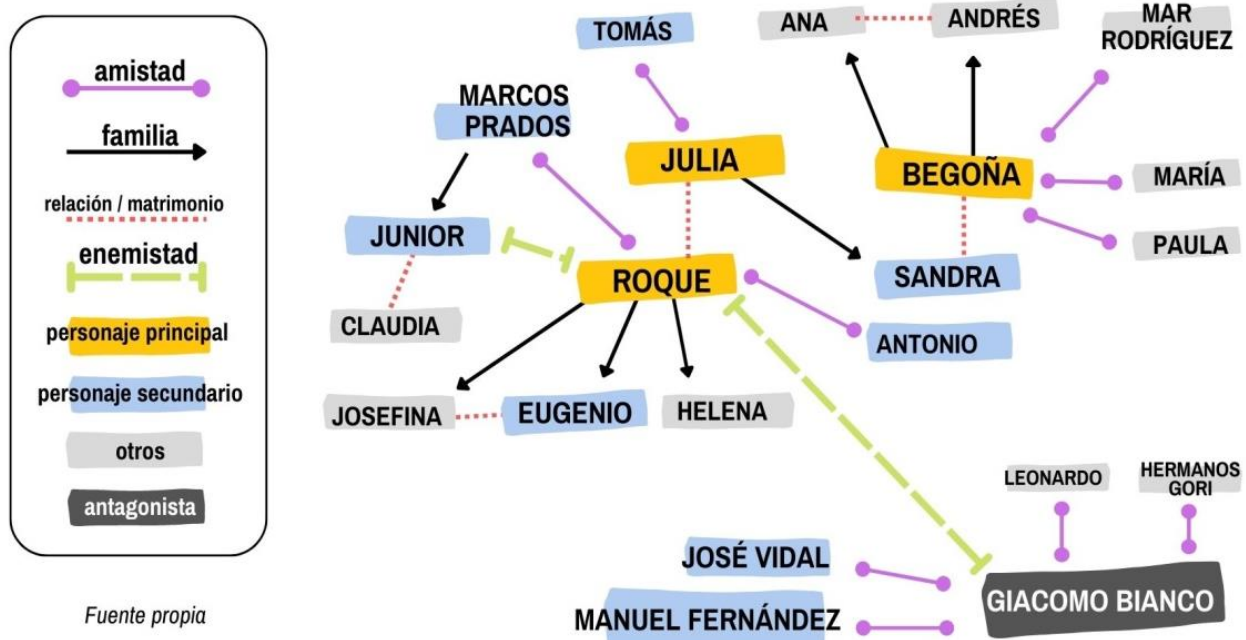 amistad
familia
relación / matrimonio
enemistad
personaje principal
personaje secundario
otros
antagonista
Fuente propia
TOMÁS
ANA
ANDRÉS
MAR
RODRÍGUEZ
MARCOS
PRADOS
JULIA
BEGOÑA
MARÍA
PAULA
JUNIOR
ROQUE
SANDRA
CLAUDIA
ANTONIO
JOSEFINA
EUGENIO
HELENA
LEONARDO
HERMANOS
GORI
JOSÉ VIDAL
MANUEL FERNÁNDEZ
GIACOMO BIANCO